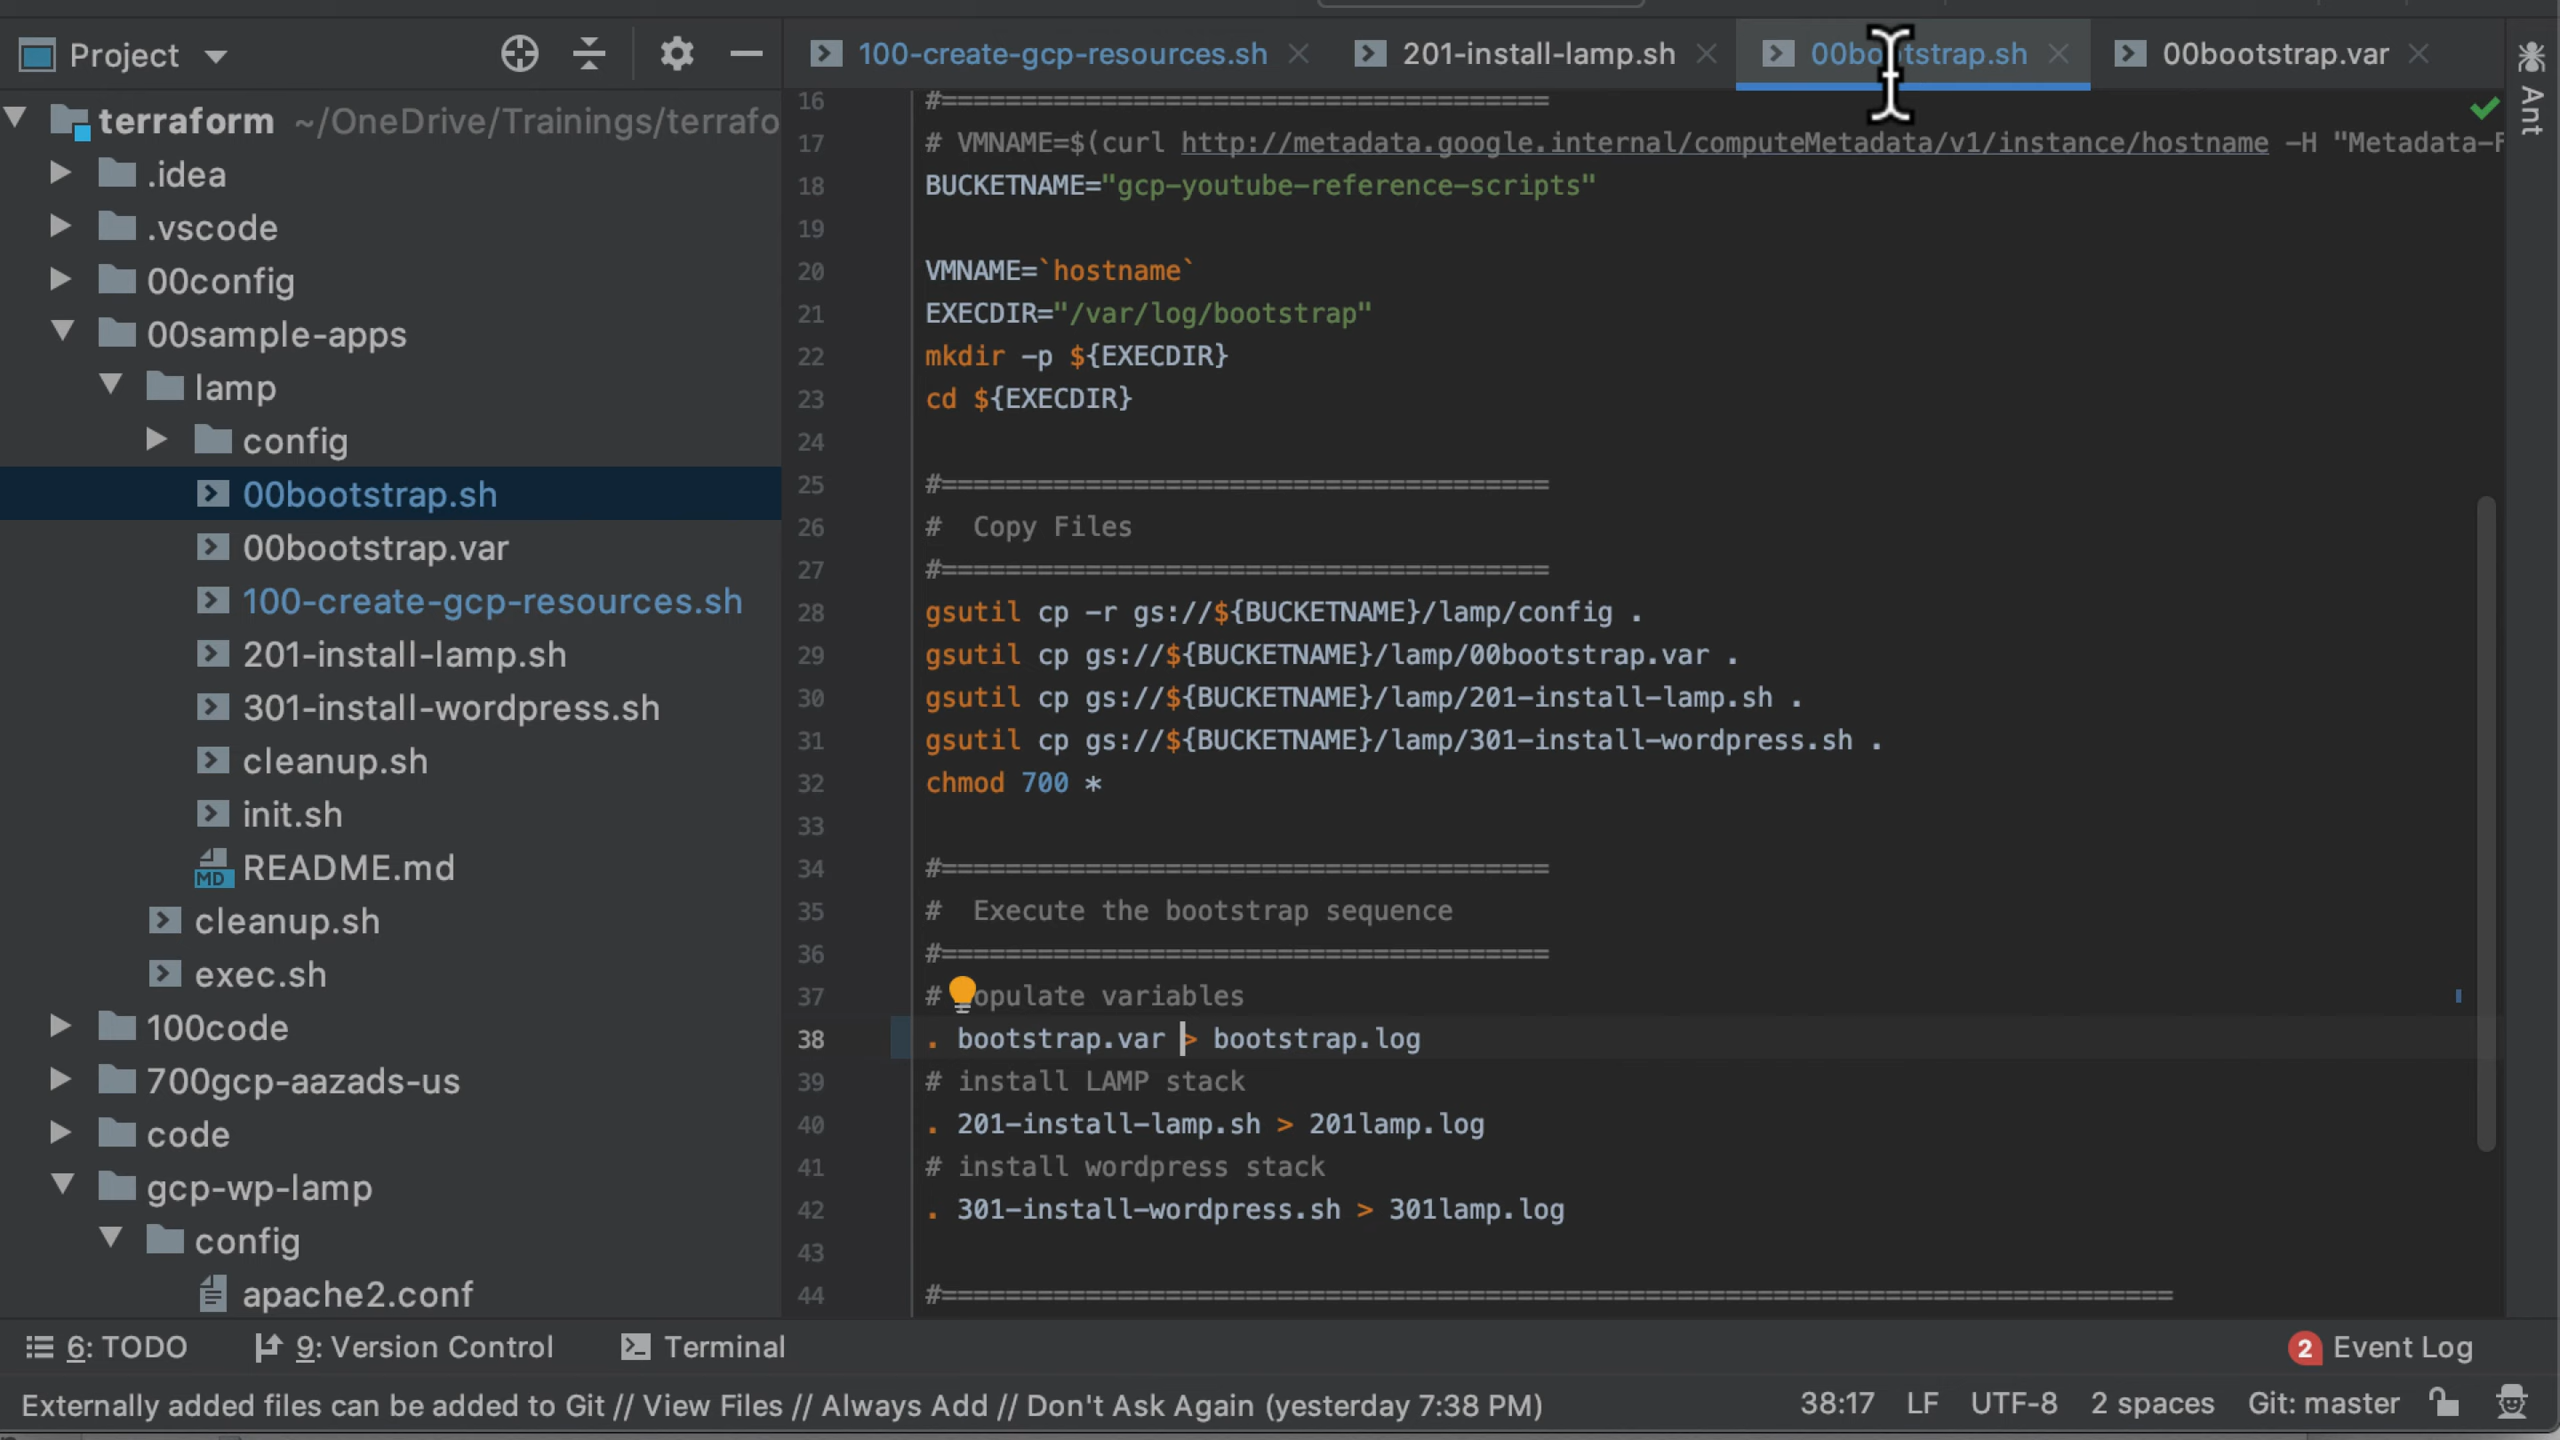 Project
100-create-gcp-resources.sh
201-install-lamp.sh
00bootstrap.sh
00bootstrap.var
Ant
terraform ~/OneDrive/Trainings/terrafo
.idea
.vscode
00config
00sample-apps
lamp
config
00bootstrap.sh
00bootstrap.var
100-create-gcp-resources.sh
201-install-lamp.sh
301-install-wordpress.sh
cleanup.sh
init.sh
MD README.md
cleanup.sh
exec.sh
100code
700gcp-aazads-us
code
gcp-wp-lamp
config
apache2.conf
16 #======================================
17 # VMNAME=$(curl http://metadata.google.internal/computeMetadata/v1/instance/hostname -H "Metadata-F
18 BUCKETNAME="gcp-youtube-reference-scripts"
19
20 VMNAME=`hostname`
21 EXECDIR="/var/log/bootstrap"
22 mkdir -p ${EXECDIR}
23 cd ${EXECDIR}
24
25 #======================================
26 # Copy Files
27 #======================================
28 gsutil cp -r gs://${BUCKETNAME}/lamp/config .
29 gsutil cp gs://${BUCKETNAME}/lamp/00bootstrap.var .
30 gsutil cp gs://${BUCKETNAME}/lamp/201-install-lamp.sh .
31 gsutil cp gs://${BUCKETNAME}/lamp/301-install-wordpress.sh .
32 chmod 700 *
33
34 #======================================
35 # Execute the bootstrap sequence
36 #======================================
37 # opulate variables
38 . bootstrap.var > bootstrap.log
39 # install LAMP stack
40 . 201-install-lamp.sh > 201lamp.log
41 # install wordpress stack
42 . 301-install-wordpress.sh > 301lamp.log
43
44 #=============================================================================
6: TODO
9: Version Control
Terminal
2 Event Log
Externally added files can be added to Git // View Files // Always Add // Don't Ask Again (yesterday 7:38 PM)
38:17 LF UTF-8 2 spaces Git: master